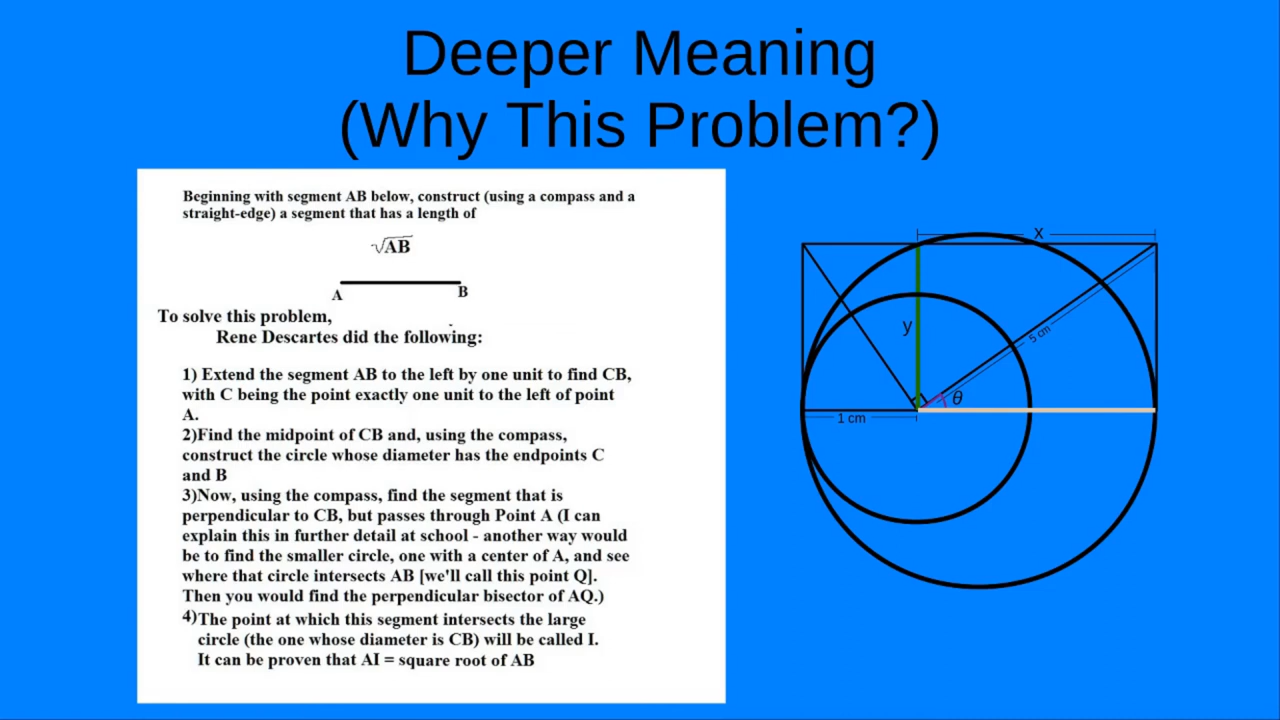 Deeper Meaning
(Why This Problem?)
Beginning with segment AB below, construct (using a compass and a
straight-edge) a segment that has a length of
√AB
A B
To solve this problem,
Rene Descartes did the following:
1) Extend the segment AB to the left by one unit to find CB,
with C being the point exactly one unit to the left of point
A.
2)Find the midpoint of CB and, using the compass,
construct the circle whose diameter has the endpoints C
and B
3)Now, using the compass, find the segment that is
perpendicular to CB, but passes through Point A (I can
explain this in further detail at school - another way would
be to find the smaller circle, one with a center of A, and see
where that circle intersects AB [we'll call this point Q].
Then you would find the perpendicular bisector of AQ.)
4)The point at which this segment intersects the large
circle (the one whose diameter is CB) will be called I.
It can be proven that AI = square root of AB
x
y
5 cm
θ
1 cm